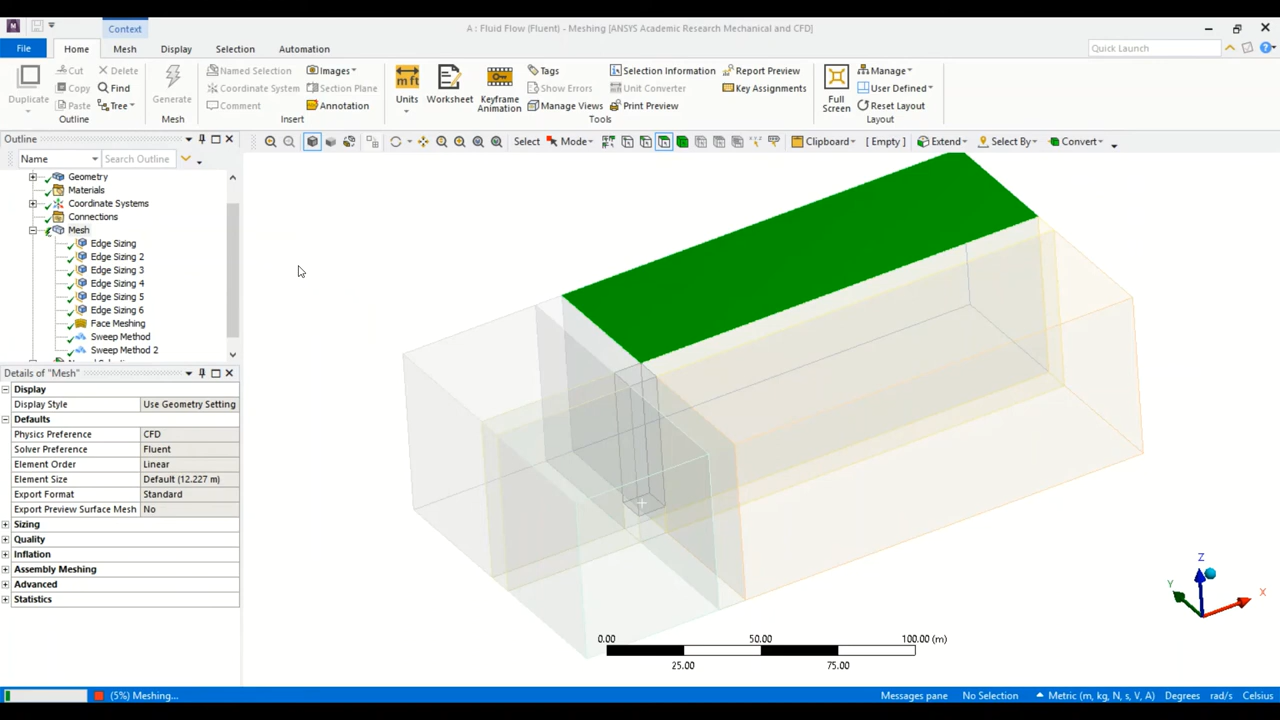 M
Context
A : Fluid Flow (Fluent) - Meshing [ANSYS Academic Research Mechanical and CFD]
File
Home
Mesh
Display
Selection
Automation
Quick Launch
Duplicate
Cut
Copy
Paste
Delete
Find
Tree
Outline
Generate
Mesh
Named Selection
Coordinate System
Comment
Images
Section Plane
Annotation
Insert
mft
Units
Worksheet
Keyframe
Animation
Tags
Show Errors
Manage Views
Selection Information
Unit Converter
Print Preview
Report Preview
Key Assignments
Tools
Full
Screen
Manage
User Defined
Reset Layout
Layout
Outline
Select
Mode
Clipboard
[ Empty ]
Extend
Select By
Convert
Name
Search Outline
Geometry
Materials
Coordinate Systems
Connections
Mesh
Edge Sizing
Edge Sizing 2
Edge Sizing 3
Edge Sizing 4
Edge Sizing 5
Edge Sizing 6
Face Meshing
Sweep Method
Sweep Method 2
Details of "Mesh"
Display
Display Style Use Geometry Setting
Defaults
Physics Preference CFD
Solver Preference Fluent
Element Order Linear
Element Size Default (12.227 m)
Export Format Standard
Export Preview Surface Mesh No
Sizing
Quality
Inflation
Assembly Meshing
Advanced
Statistics
Z
Y
X
0.00 50.00 100.00 (m)
25.00 75.00
(5%) Meshing...
Messages pane
No Selection
Metric (m, kg, N, s, V, A)
Degrees
rad/s
Celsius